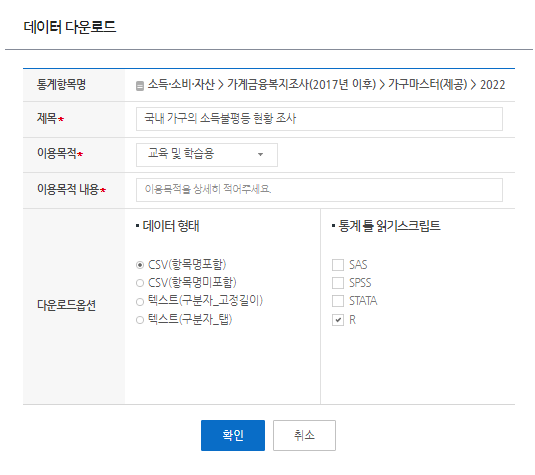 데이터 다운로드
통계항목명 소득·소비·자산 > 가계금융복지조사(2017년 이후) > 가구마스터(제공) > 2022
제목* 국내 가구의 소득불평등 현황 조사
이용목적* 교육 및 학습용
이용목적 내용* 이용목적을 상세히 적어주세요.
다운로드옵션
데이터 형태
CSV(항목명포함)
CSV(항목명미포함)
텍스트(구분자_고정길이)
텍스트(구분자_탭)
통계 툴 읽기스크립트
SAS
SPSS
STATA
R
확인 취소